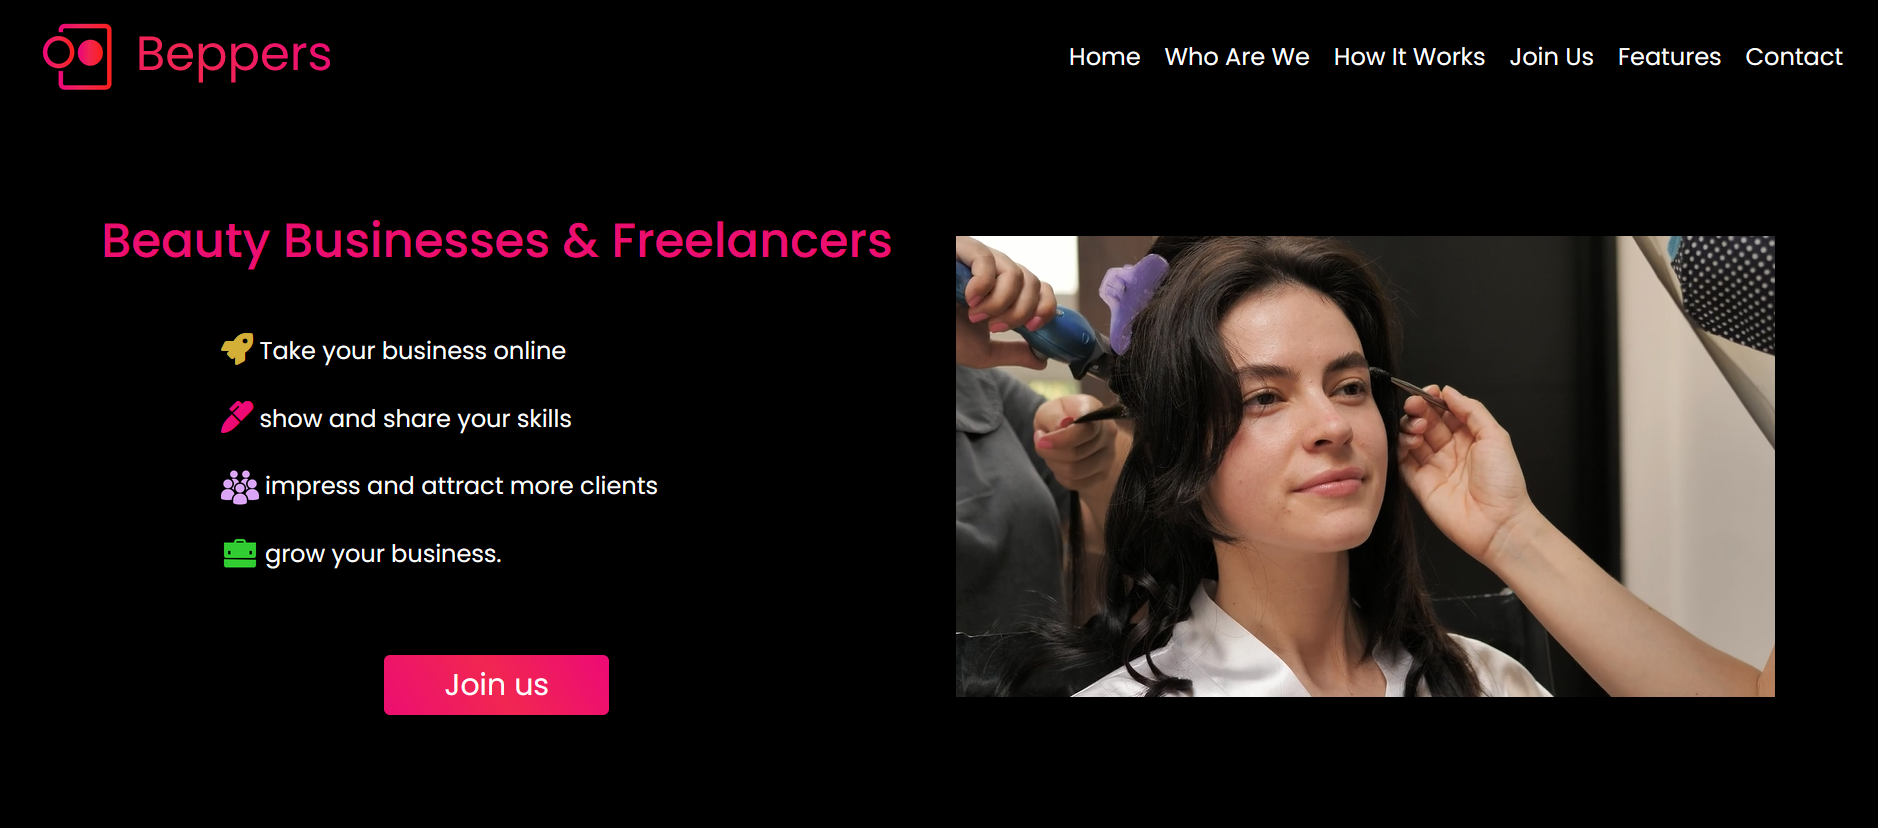 Beppers
Home Who Are We How It Works Join Us Features Contact
Beauty Businesses & Freelancers
Take your business online
show and share your skills
impress and attract more clients
grow your business.
Join us